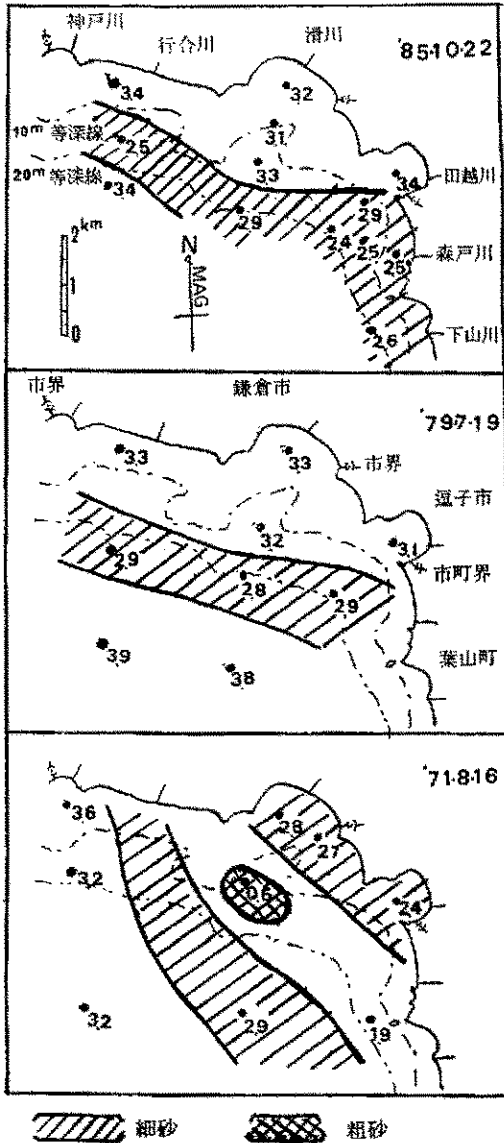 神戸川
行合川
滑川
'85・10・22
34
32
31
10m 等深線
25
33
34
田越川
20m 等深線
34
29
29
24
25
25
森戸川
2km
1
0
N
MAG
26
下山川
市界
鎌倉市
'79・7・19
33
33
市界
逗子市
32
31
29
28
29
市町界
39
38
葉山町
'71・8・16
36
28
27
32
06
24
32
29
19
細砂
粗砂